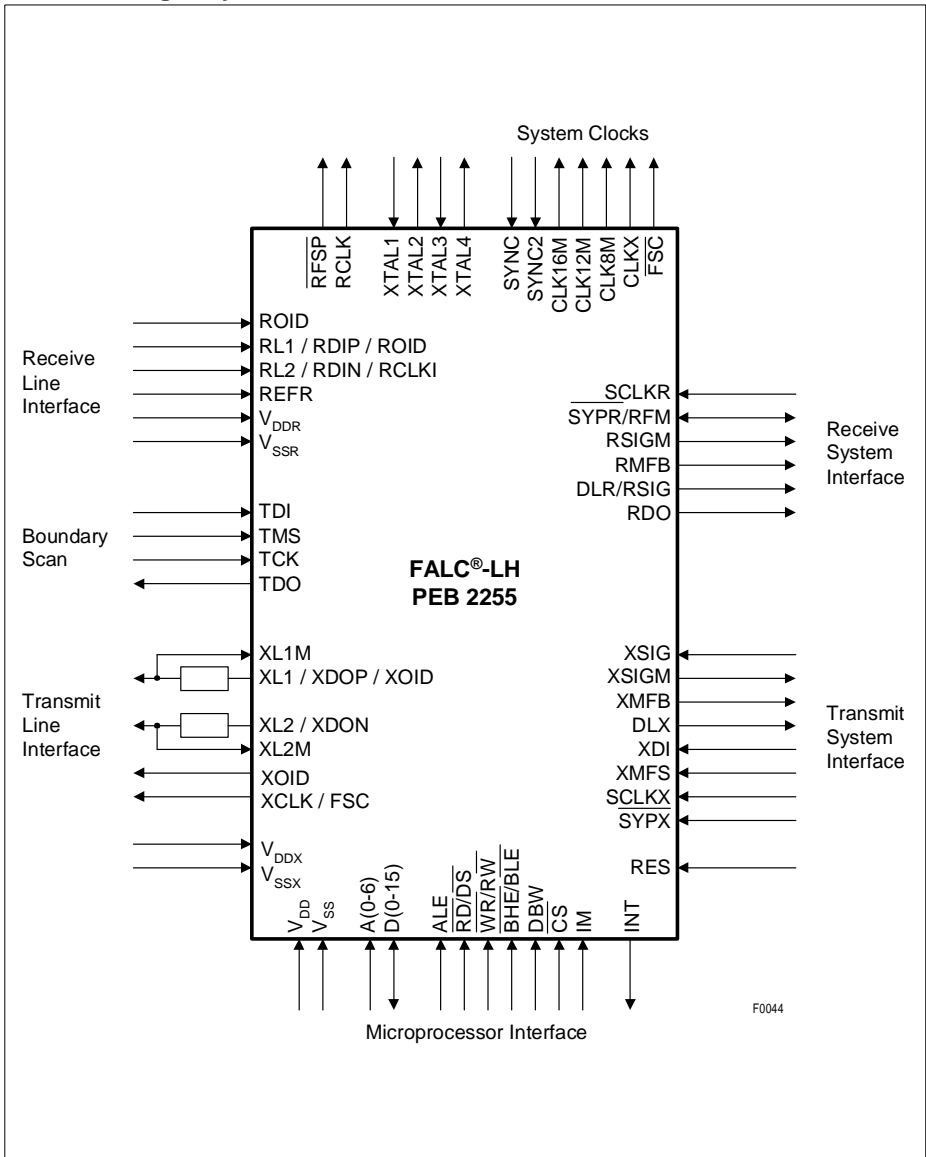 System Clocks
RFSP
RCLK
XTAL1
XTAL2
XTAL3
XTAL4
SYNC
SYNC2
CLK16M
CLK12M
CLK8M
CLKX
FSC
Receive
Line
Interface
ROID
RL1 / RDIP / ROID
RL2 / RDIN / RCLKI
REFR
VDDR
VSSR
Boundary
Scan
TDI
TMS
TCK
TDO
FALC®-LH
PEB 2255
Transmit
Line
Interface
XL1M
XL1 / XDOP / XOID
XL2 / XDON
XL2M
XOID
XCLK / FSC
VDDX
VSSX
SCLKR
SYPR/RFM
RSIGM
RMFB
DLR/RSIG
RDO
Receive
System
Interface
XSIG
XSIGM
XMFB
DLX
XDI
XMFS
SCLKX
SYPX
RES
Transmit
System
Interface
VDD
VSS
A(0-6)
D(0-15)
ALE
RD/DS
WR/RW
BHE/BLE
DBW
CS
IM
INT
Microprocessor Interface
F0044